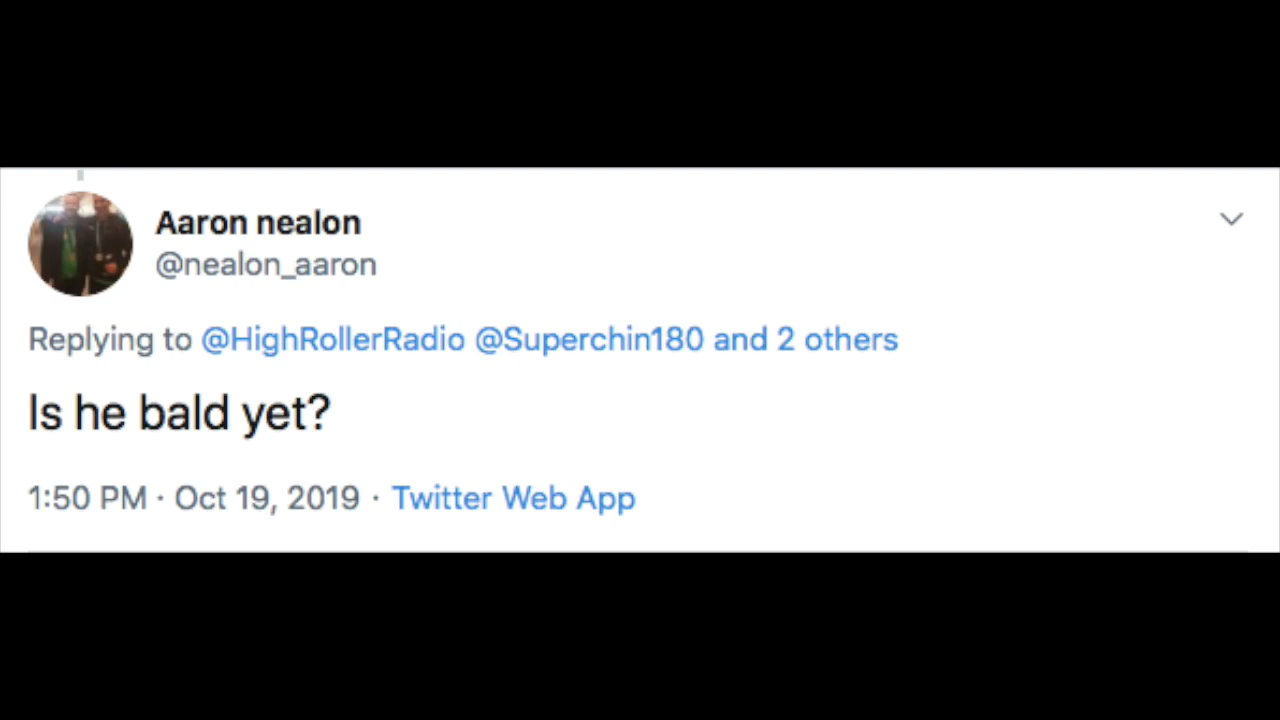 Aaron nealon
@nealon_aaron
Replying to @HighRollerRadio @Superchin180 and 2 others
Is he bald yet?
1:50 PM · Oct 19, 2019 · Twitter Web App